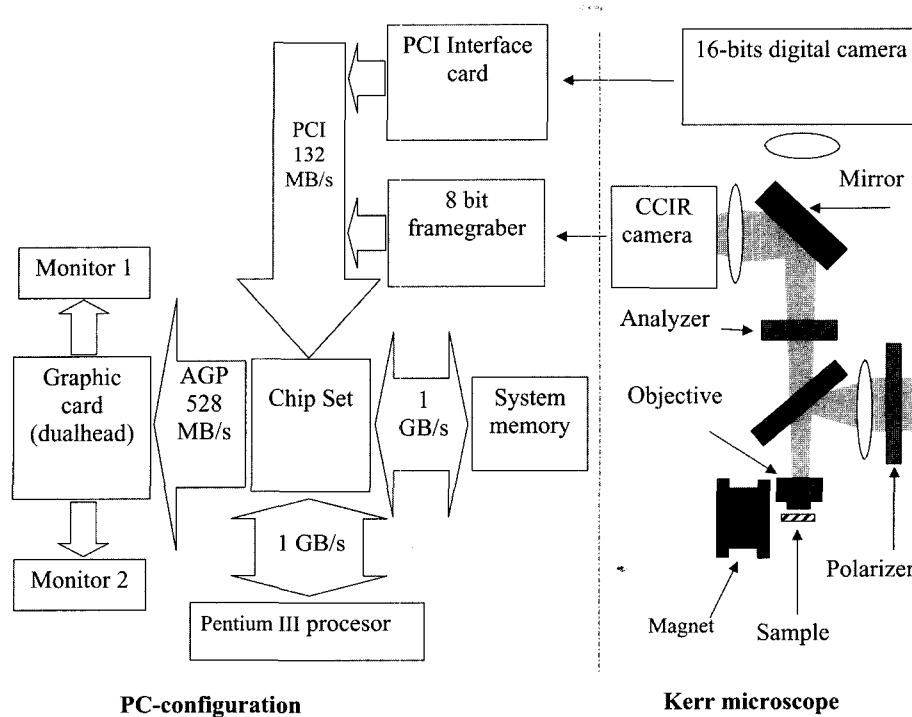 PCI Interface
card
16-bits digital camera
PCI
132
MB/s
8 bit
framegraber
CCIR
camera
Mirror
Monitor 1
Analyzer
Graphic
card
(dualhead)
AGP
528
MB/s
Chip Set
1
GB/s
System
memory
Objective
1 GB/s
Monitor 2
Polarizer
Pentium III procesor
Magnet
Sample
PC-configuration
Kerr microscope